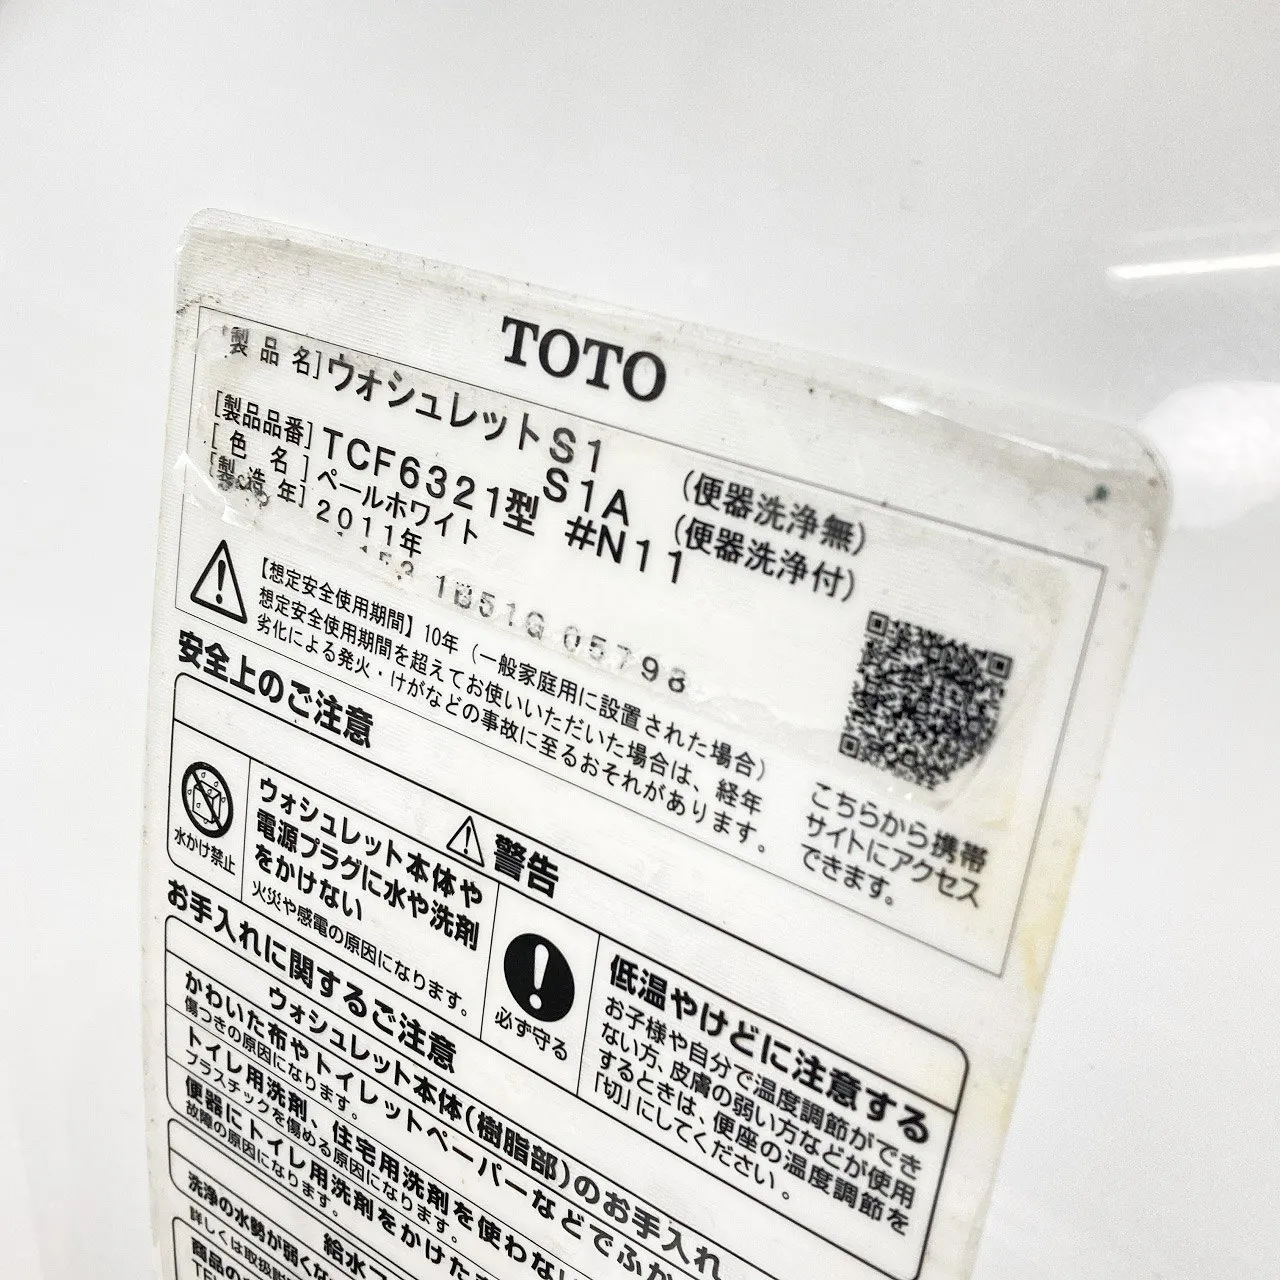 TOTO
[製品名]ウォシュレットS1 (便器洗浄無)
S1A (便器洗浄付)
[製品品番]TCF6321型 #N11
[色名]ペールホワイト
[製造年]2011年
05798
【想定安全使用期間】10年(一般家庭用に設置された場合)
想定安全使用期間を超えてお使いいただいた場合は、経年
劣化による発火・けがなどの事故に至るおそれがあります。
こちらから携帯
サイトにアクセス
できます。
安全上のご注意
警告
水かけ禁止
ウォシュレット本体や
電源プラグに水や洗剤
をかけない
火災や感電の原因になります。
必ず守る
低温やけどに注意する
お子様や自分で温度調節ができ
ない方、皮膚の弱い方などが使用
するときは、便座の温度調節を
「切」にしてください。
お手入れに関するご注意
ウォシュレット本体(樹脂部)のお手入れ
かわいた布やトイレットペーパーなどでふか
傷つきの原因になります。
トイレ用洗剤、住宅用洗剤を使わない
プラスチックを傷める原因になります。
便器にトイレ用洗剤をかけた
故障の原因になります。
給水フ
洗浄の水勢が弱くな
詳しくは取扱説
商品の